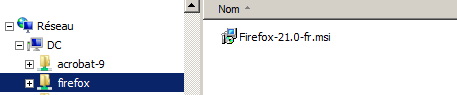 Nom
Réseau
DC
acrobat-9
firefox
Firefox-21.0-fr.msi